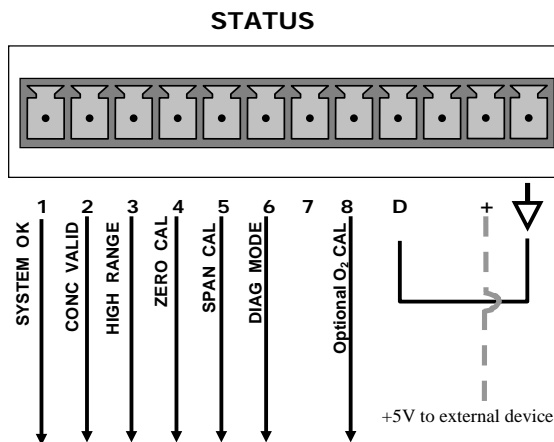 STATUS
1 2 3 4 5 6 7 8 D +
SYSTEM OK
CONC VALID
HIGH RANGE
ZERO CAL
SPAN CAL
DIAG MODE
Optional O₂ CAL
+5V to external device